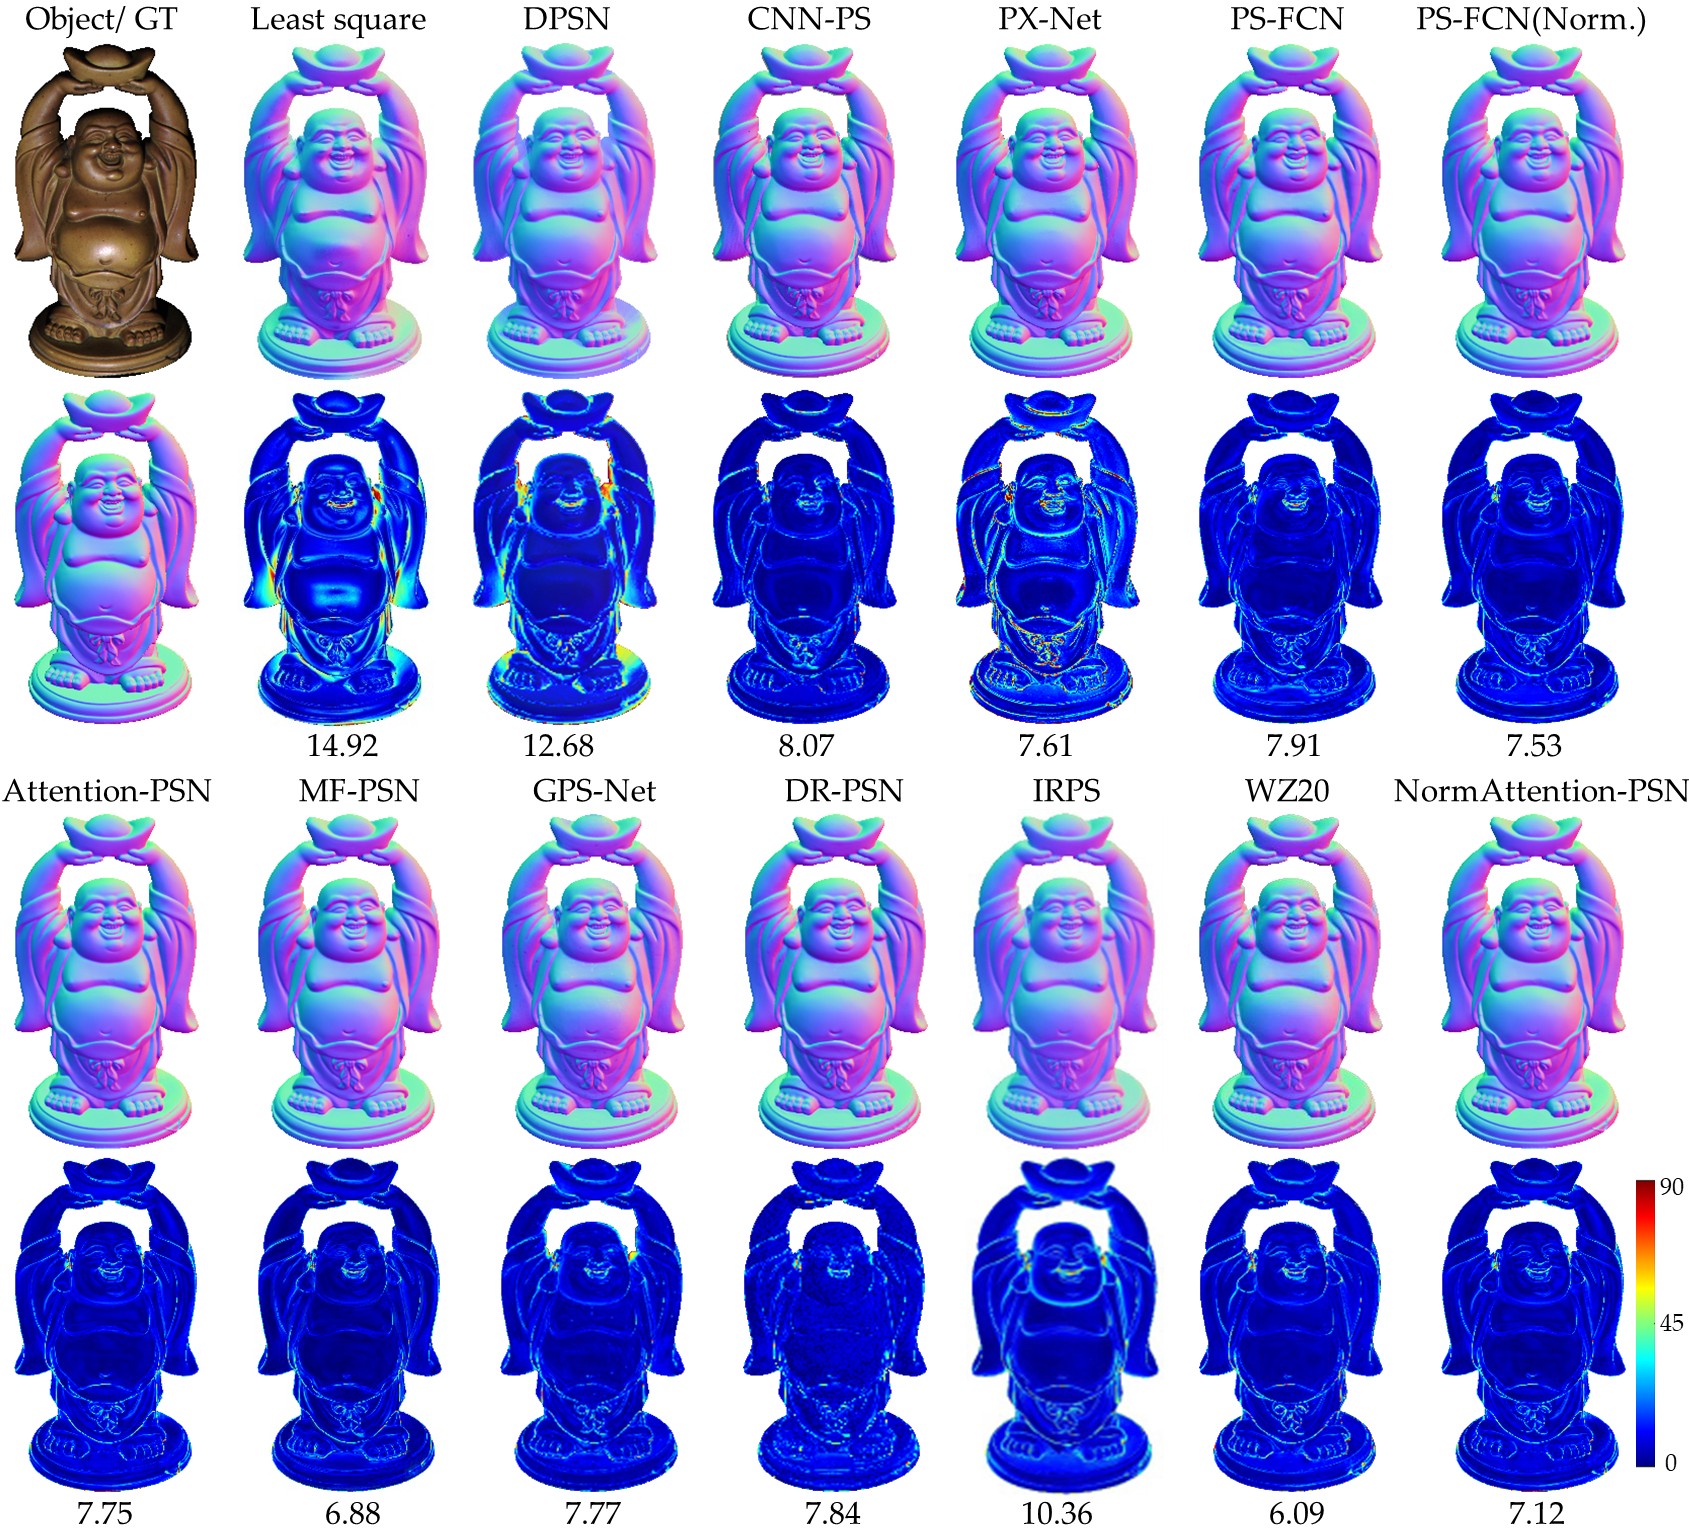 Object/ GT Least square DPSN CNN-PS PX-Net PS-FCN PS-FCN(Norm.)
14.92 12.68 8.07 7.61 7.91 7.53
Attention-PSN MF-PSN GPS-Net DR-PSN IRPS WZ20 NormAttention-PSN
90
45
0
7.75 6.88 7.77 7.84 10.36 6.09 7.12